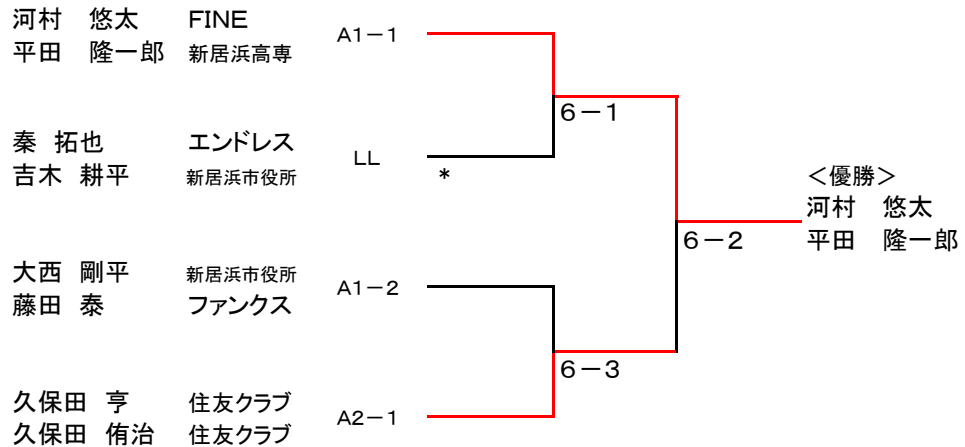 河村　悠太　FINE
平田　隆一郎　新居浜高専
A1－1
6－1
秦　拓也　エンドレス
吉木　耕平　新居浜市役所
LL
*
＜優勝＞
河村　悠太
平田　隆一郎
6－2
大西　剛平　新居浜市役所
藤田　泰　ファンクス
A1－2
6－3
久保田　亨　住友クラブ
久保田　侑治　住友クラブ
A2－1